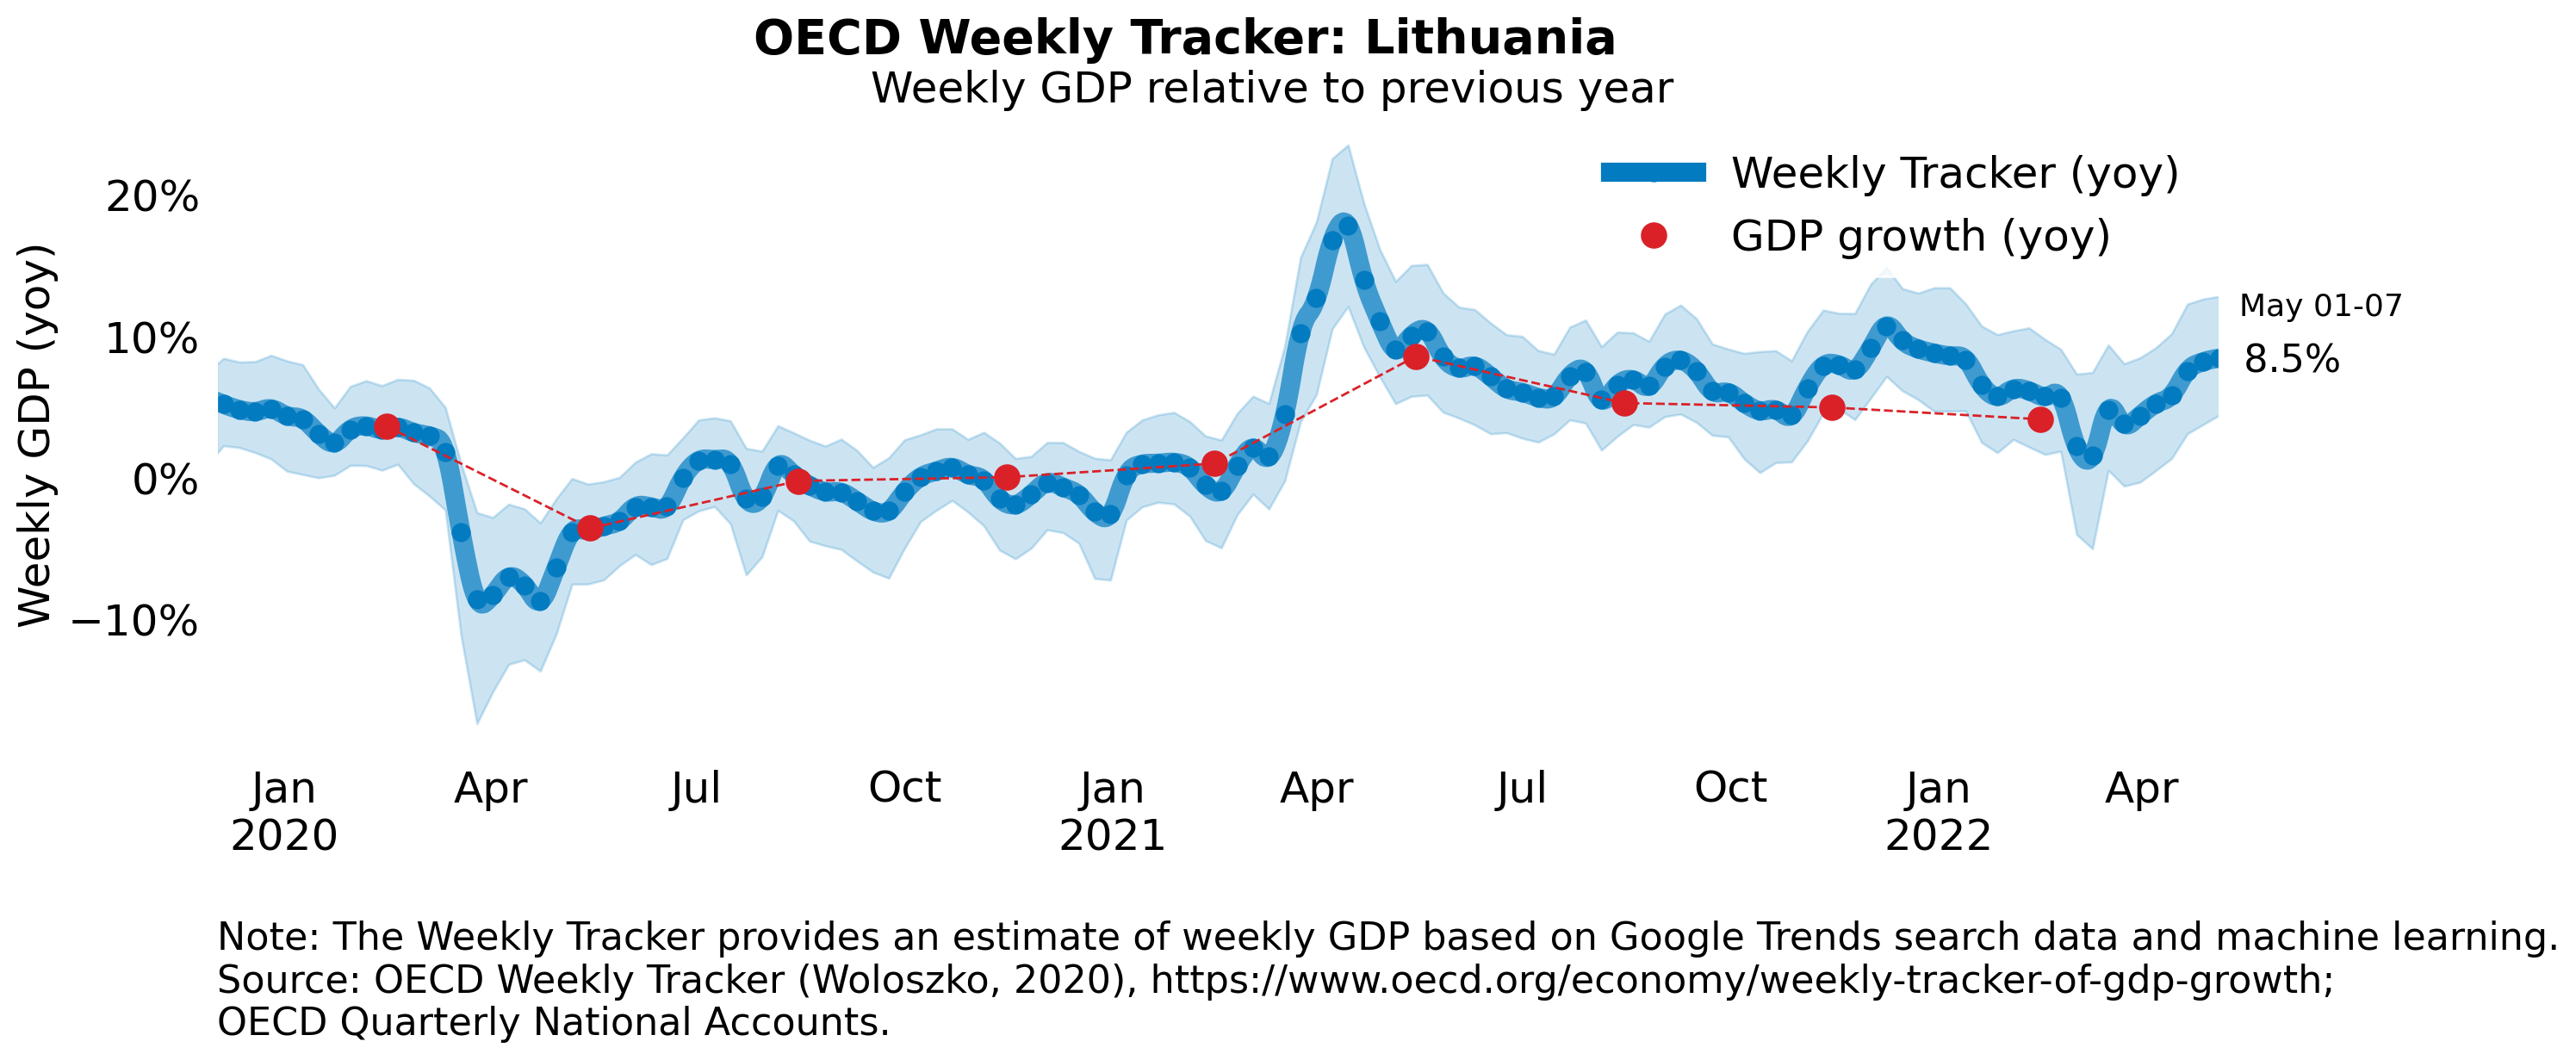 OECD Weekly Tracker: Lithuania
Weekly GDP relative to previous year
Weekly GDP (yoy)
20%
10%
0%
−10%
Weekly Tracker (yoy)
GDP growth (yoy)
May 01-07
8.5%
Jan Apr Jul Oct Jan Apr Jul Oct Jan Apr
2020 2021 2022
Note: The Weekly Tracker provides an estimate of weekly GDP based on Google Trends search data and machine learning.
Source: OECD Weekly Tracker (Woloszko, 2020), https://www.oecd.org/economy/weekly-tracker-of-gdp-growth;
OECD Quarterly National Accounts.